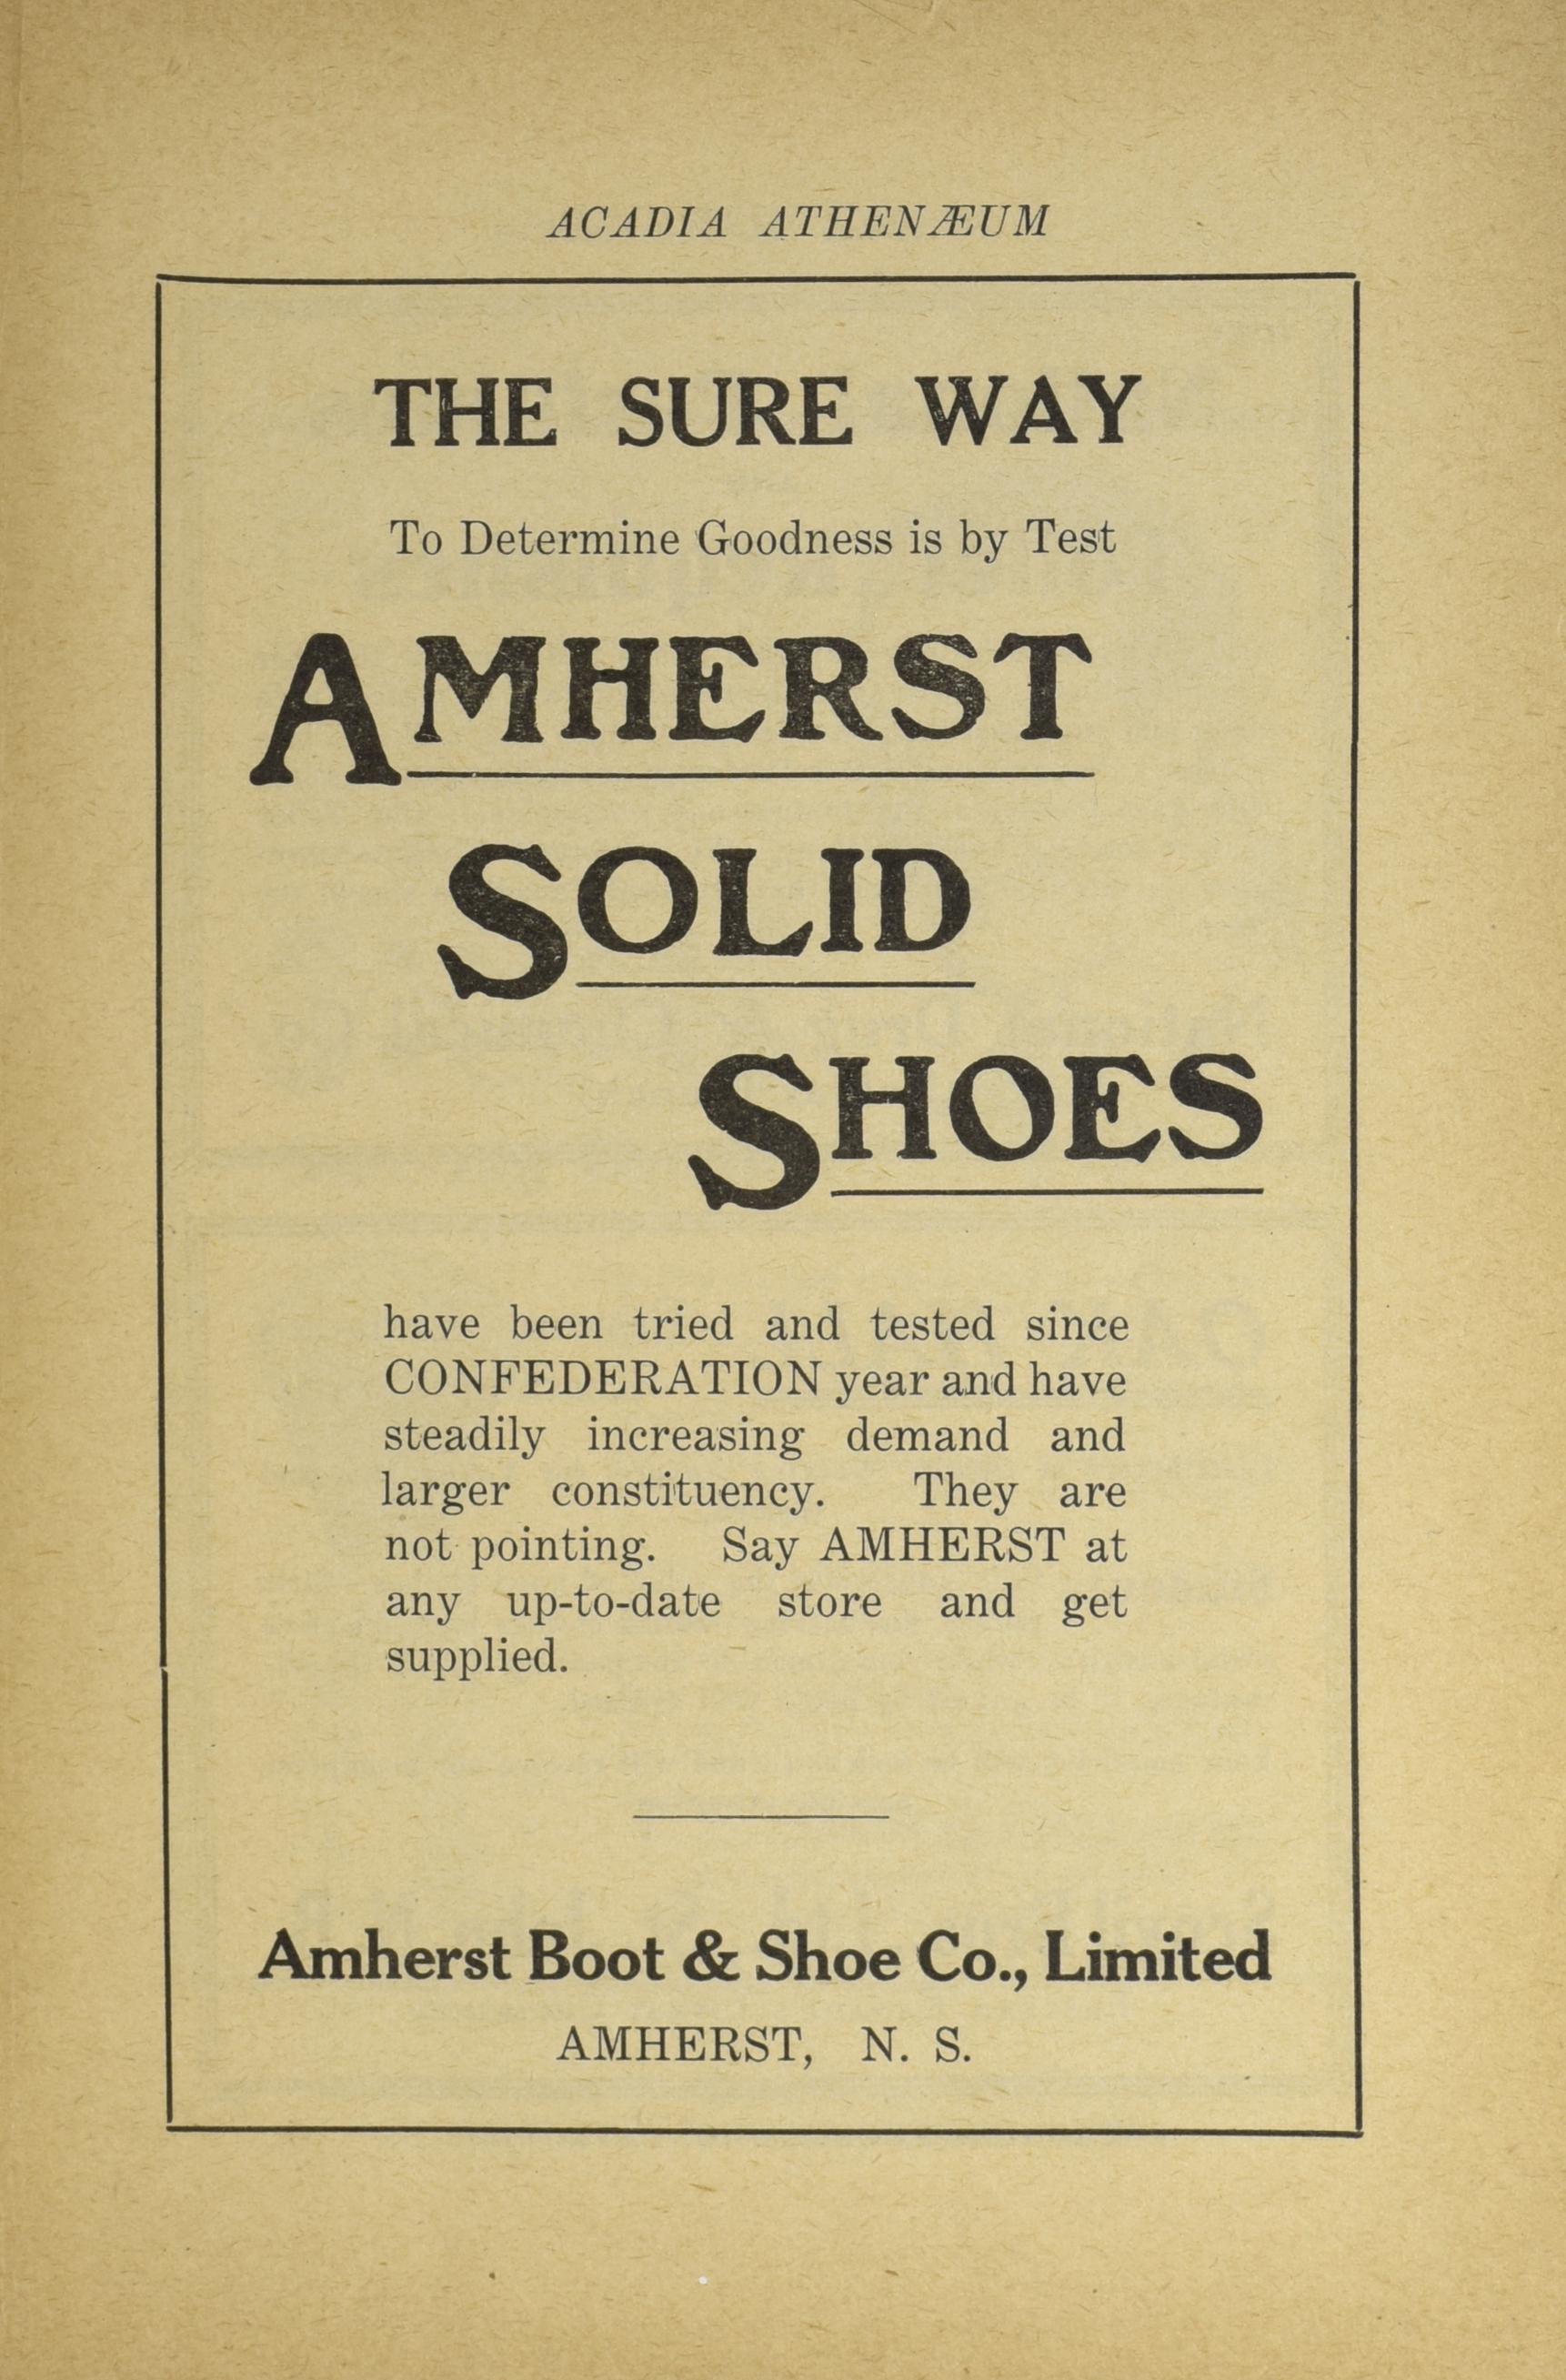 ACADIA ATHENÆUM
THE SURE WAY
To Determine Goodness is by Test
AMHERST
SOLID
SHOES
have been tried and tested since
CONFEDERATION year and have
steadily increasing demand and
larger constituency. They are
not pointing. Say AMHERST at
any up-to-date store and get
supplied.
Amherst Boot & Shoe Co., Limited
AMHERST, N. S.